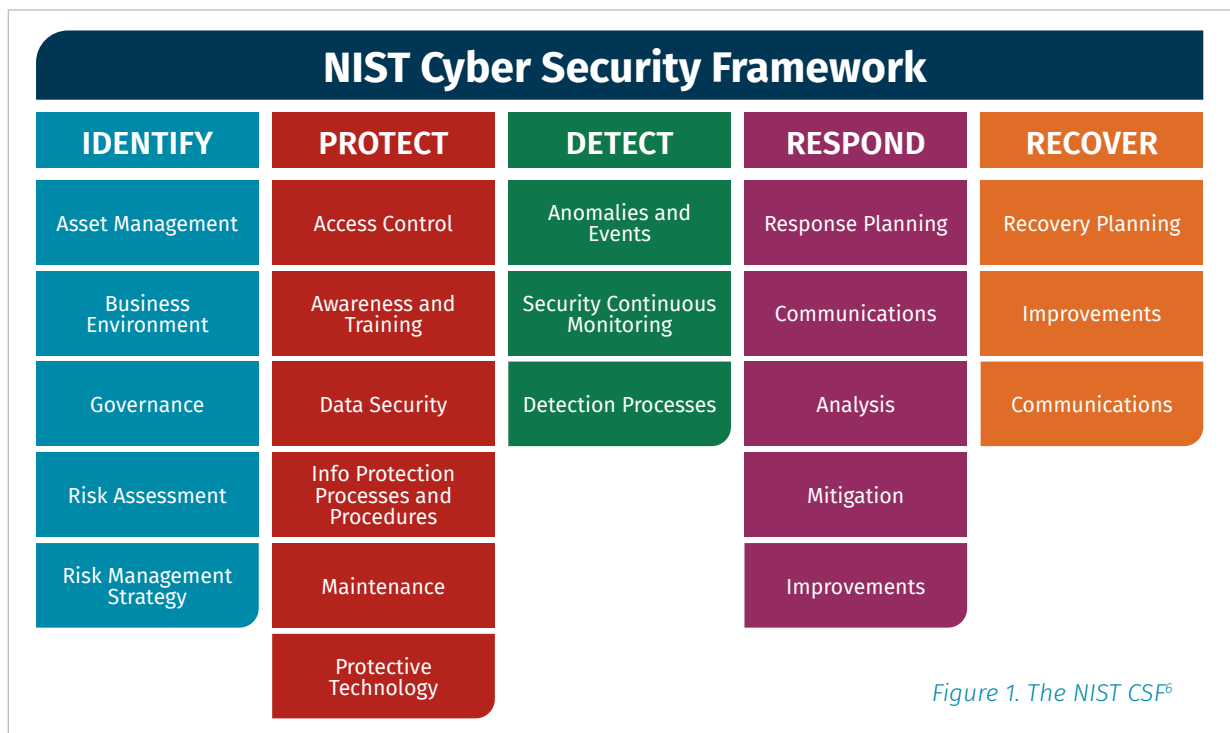 NIST Cyber Security Framework
IDENTIFY
Asset Management
Business
Environment
Governance
Risk Assessment
Risk Management
Strategy
PROTECT
Access Control
Awareness and
Training
Data Security
Info Protection
Processes and
Procedures
Maintenance
Protective
Technology
DETECT
Anomalies and
Events
Security Continuous
Monitoring
Detection Processes
RESPOND
Response Planning
Communications
Analysis
Mitigation
Improvements
RECOVER
Recovery Planning
Improvements
Communications
Figure 1. The NIST CSF⁶